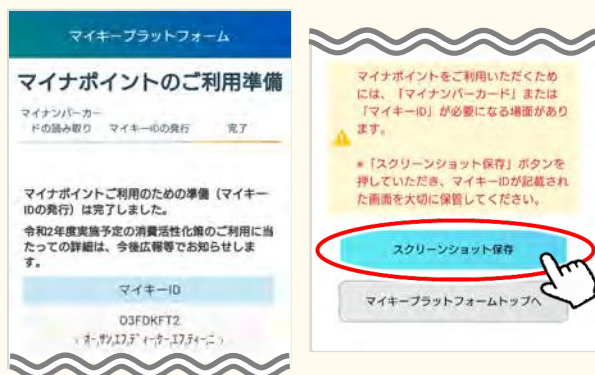 マイキープラットフォーム
マイナポイントのご利用準備
マイナンバーカー
ドの読み取り マイキーIDの発行 完了
マイナポイントご利用のための準備(マイキー
IDの発行)は完了しました。
令和2年度実施予定の消費活性化策のご利用に当
たっての詳細は、今後広報等でお知らせしま
す。
マイキーID
O3FDKFT2
マイナポイントをご利用いただくため
には、「マイナンバーカード」または
「マイキーID」が必要になる場面があり
ます。
※「スクリーンショット保存」ボタンを
押していただき、マイキーIDが記載され
た画面を大切に保管してください。
スクリーンショット保存
マイキープラットフォームトップへ